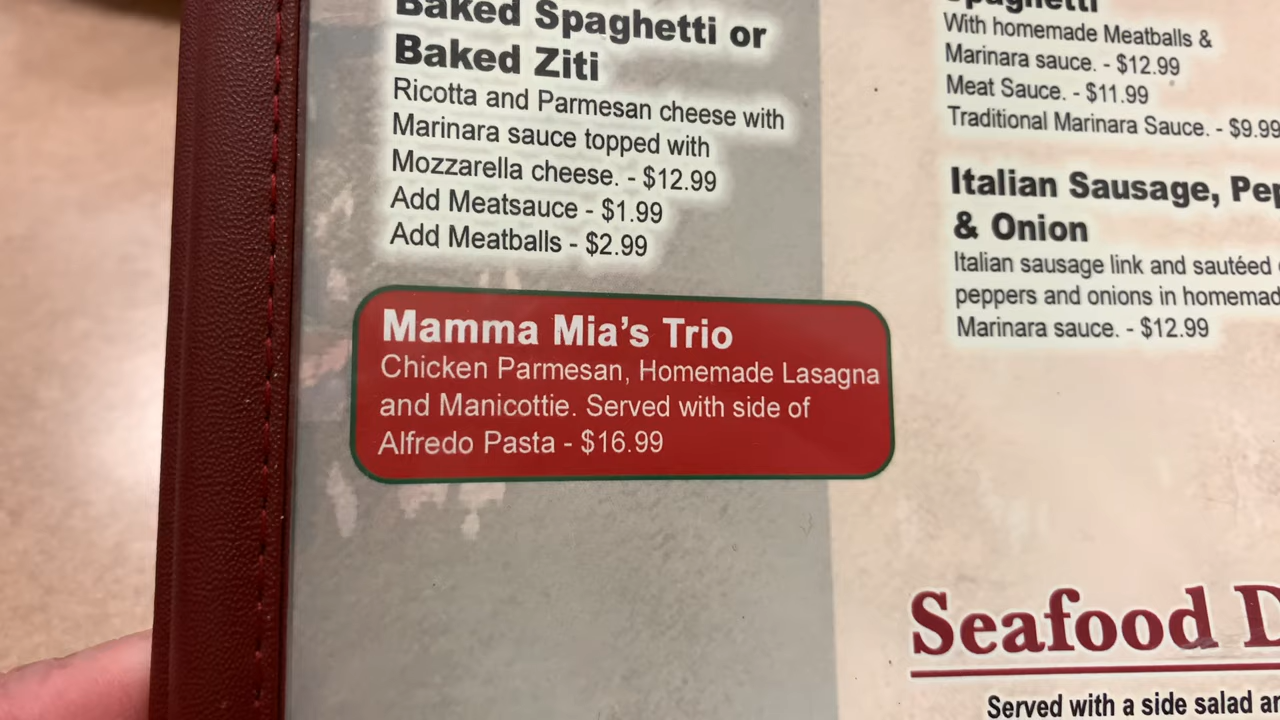 Baked Spaghetti or
Baked Ziti
Ricotta and Parmesan cheese with
Marinara sauce topped with
Mozzarella cheese. - $12.99
Add Meatsauce - $1.99
Add Meatballs - $2.99
Mamma Mia's Trio
Chicken Parmesan, Homemade Lasagna
and Manicottie. Served with side of
Alfredo Pasta - $16.99
Spaghetti
With homemade Meatballs &
Marinara sauce. - $12.99
Meat Sauce. - $11.99
Traditional Marinara Sauce. - $9.99
Italian Sausage,
& Onion
Italian sausage link and sautéed
peppers and onions in
Marinara sauce. - $12.99
Seafood
Served with a side salad